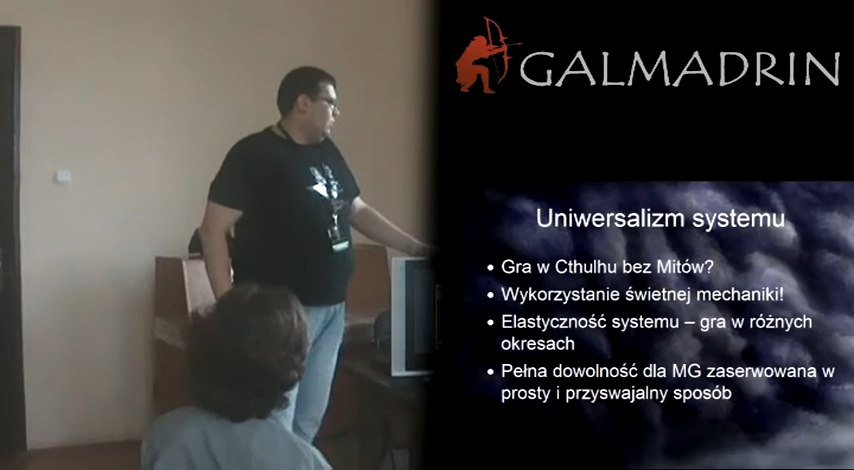 GALMADRIN
Uniwersalizm systemu
• Gra w Cthulhu bez Mitów?
• Wykorzystanie świetnej mechaniki!
• Elastyczność systemu – gra w różnych
okresach
• Pełna dowolność dla MG zaserwowana w
prosty i przyswajalny sposób